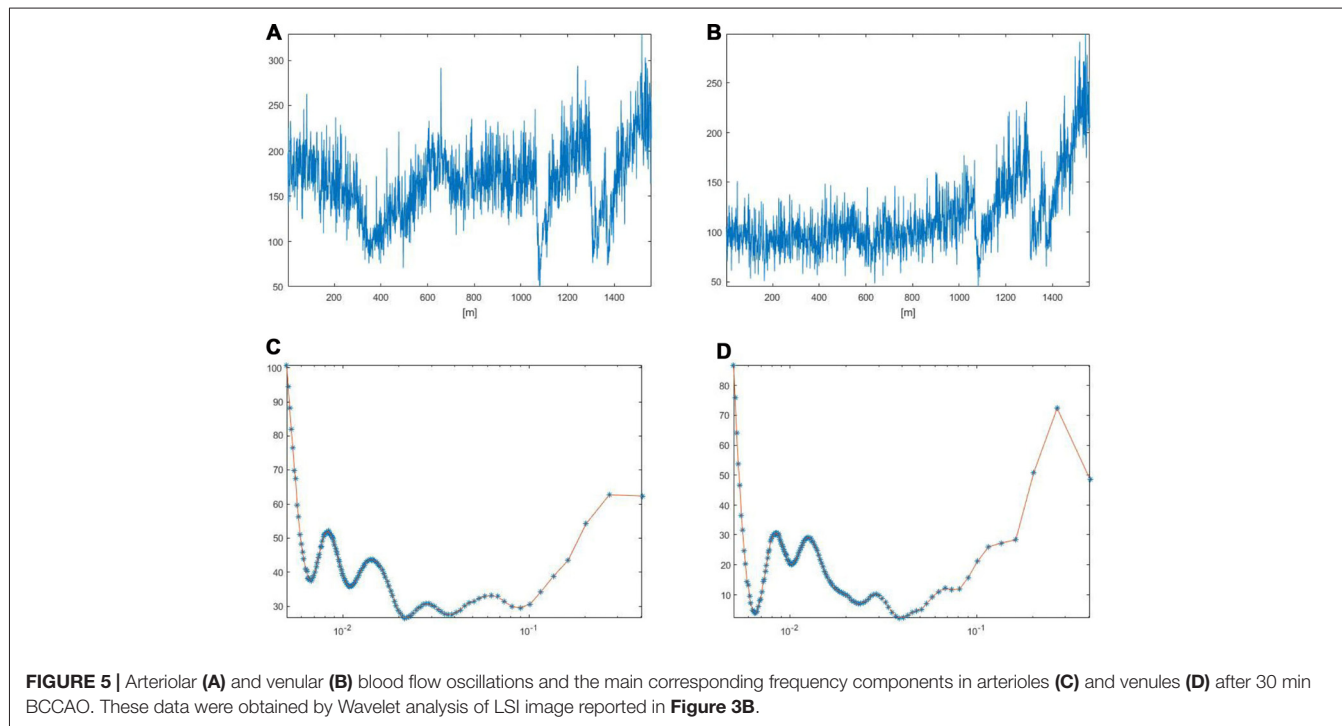 A
300
250
200
150
100
50
200 400 600 800 1000 1200 1400
[m]
B
250
200
150
100
50
200 400 600 800 1000 1200 1400
[m]
C
100
90
80
70
60
50
40
30
10-2 10-1
D
80
70
60
50
40
30
20
10
10-2 10-1
FIGURE 5 | Arteriolar (A) and venular (B) blood flow oscillations and the main corresponding frequency components in arterioles (C) and venules (D) after 30 min
BCCAO. These data were obtained by Wavelet analysis of LSI image reported in Figure 3B.